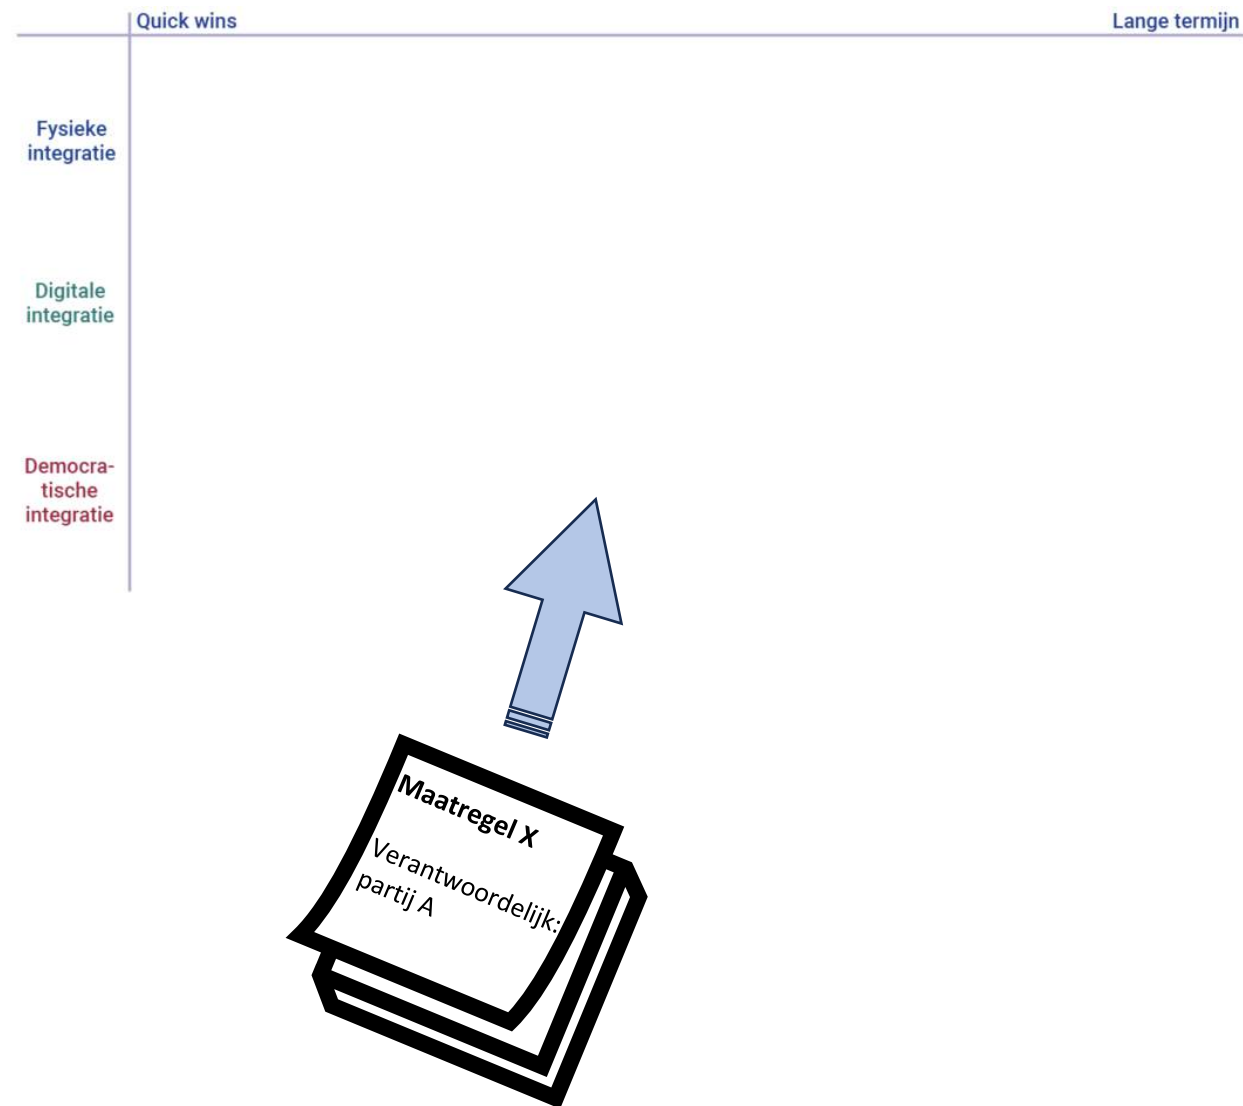 Quick wins
Lange termijn
Fysieke
integratie
Digitale
integratie
Democra-
tische
integratie
Maatregel X
Verantwoordelijk:
partij A